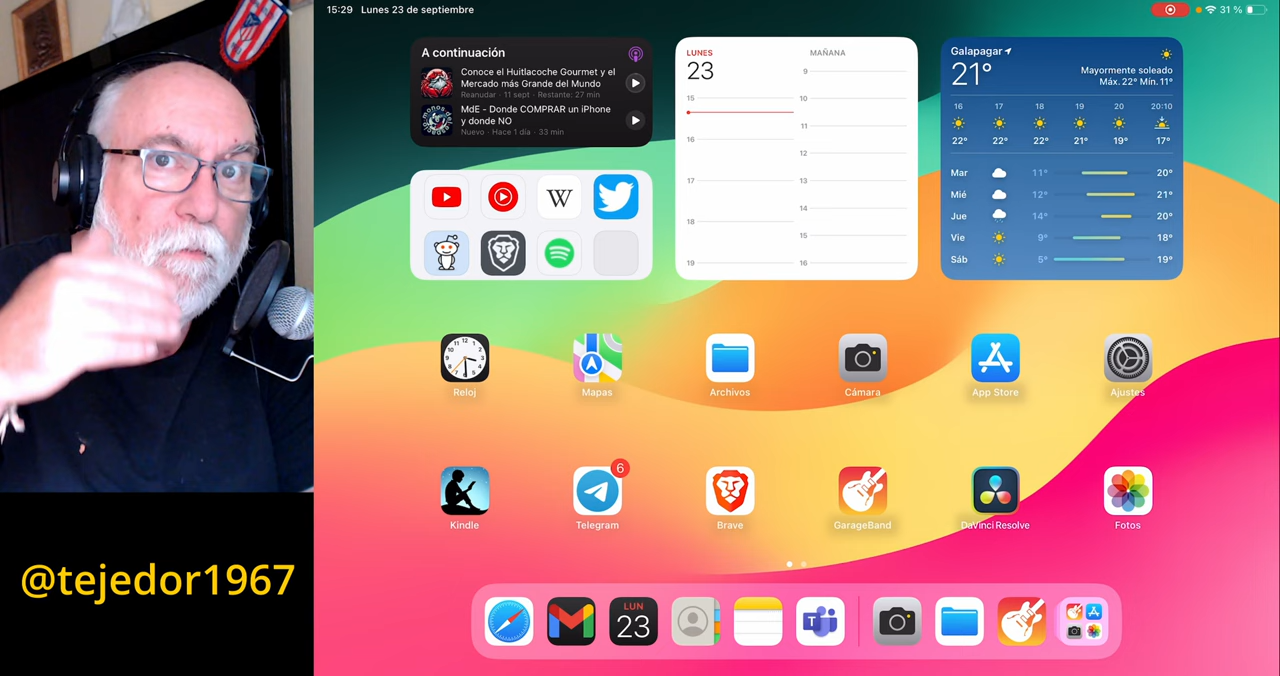 15:29 Lunes 23 de septiembre
31 %
A continuación
Conoce el Huitlacoche Gourmet y el
Mercado más Grande del Mundo
Reanudar · 11 sept · Restante: 27 min
MdE - Donde COMPRAR un iPhone
y donde NO
Nuevo · Hace 1 día · 33 min
W
LUNES
23
15
16
17
18
19
MAÑANA
9
10
11
12
13
14
15
16
Galapagar
21°
Mayormente soleado
Máx. 22° Mín. 11°
16 17 18 19 20 20:10
22° 22° 22° 21° 19° 17°
Mar 11° 20°
Mié 12° 21°
Jue 14° 20°
Vie 9° 18°
Sáb 5° 19°
Reloj
Mapas
Archivos
Cámara
App Store
Ajustes
6
Kindle
Telegram
Brave
GarageBand
DaVinci Resolve
Fotos
LUN
23
T
@tejedor1967